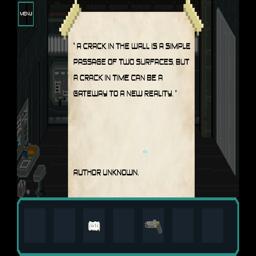 MENU
" A CRACK IN THE WALL IS A SIMPLE
PASSAGE OF TWO SURFACES, BUT
A CRACK IN TIME CAN BE A
GATEWAY TO A NEW REALITY. "
AUTHOR UNKNOWN.